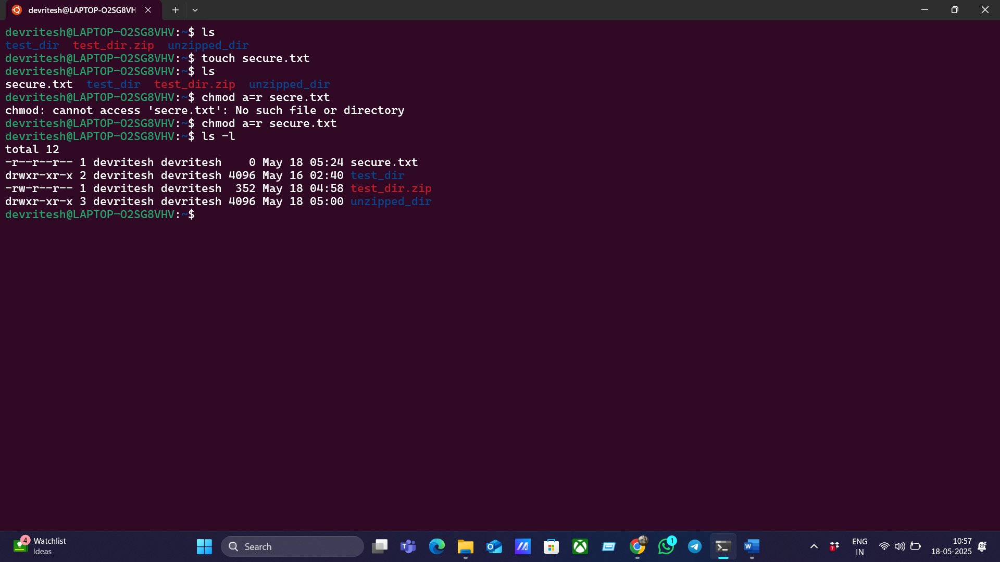 devritesh@LAPTOP-O2SG8VH
devritesh@LAPTOP-O2SG8VHV:~$ ls
test_dir  test_dir.zip  unzipped_dir
devritesh@LAPTOP-O2SG8VHV:~$ touch secure.txt
devritesh@LAPTOP-O2SG8VHV:~$ ls
secure.txt  test_dir  test_dir.zip  unzipped_dir
devritesh@LAPTOP-O2SG8VHV:~$ chmod a=r secre.txt
chmod: cannot access 'secre.txt': No such file or directory
devritesh@LAPTOP-O2SG8VHV:~$ chmod a=r secure.txt
devritesh@LAPTOP-O2SG8VHV:~$ ls -l
total 12
-r--r--r-- 1 devritesh devritesh    0 May 18 05:24 secure.txt
drwxr-xr-x 2 devritesh devritesh 4096 May 16 02:40 test_dir
-rw-r--r-- 1 devritesh devritesh  352 May 18 04:58 test_dir.zip
drwxr-xr-x 3 devritesh devritesh 4096 May 18 05:00 unzipped_dir
devritesh@LAPTOP-O2SG8VHV:~$
4 Watchlist
Ideas
Search
1
7
ENG
IN
10:57
18-05-2025